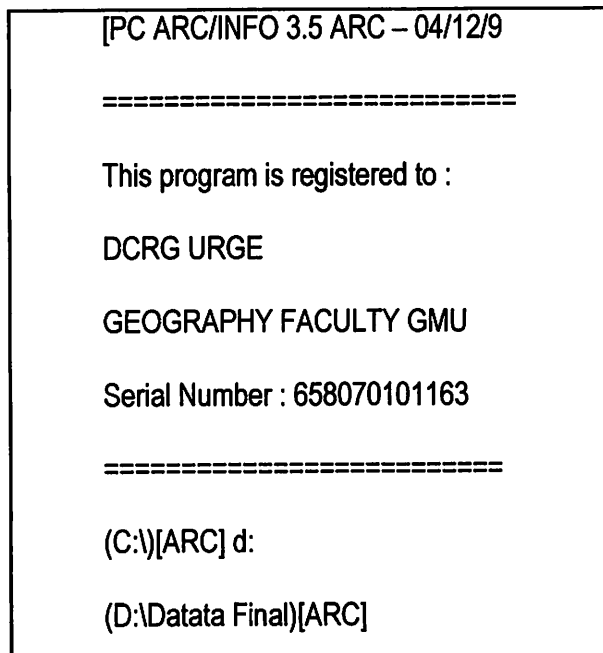 [PC ARC/INFO 3.5 ARC – 04/12/9
===========================
This program is registered to :
DCRG URGE
GEOGRAPHY FACULTY GMU
Serial Number : 658070101163
==========================
(C:\)[ARC] d:
(D:\Datata Final)[ARC]